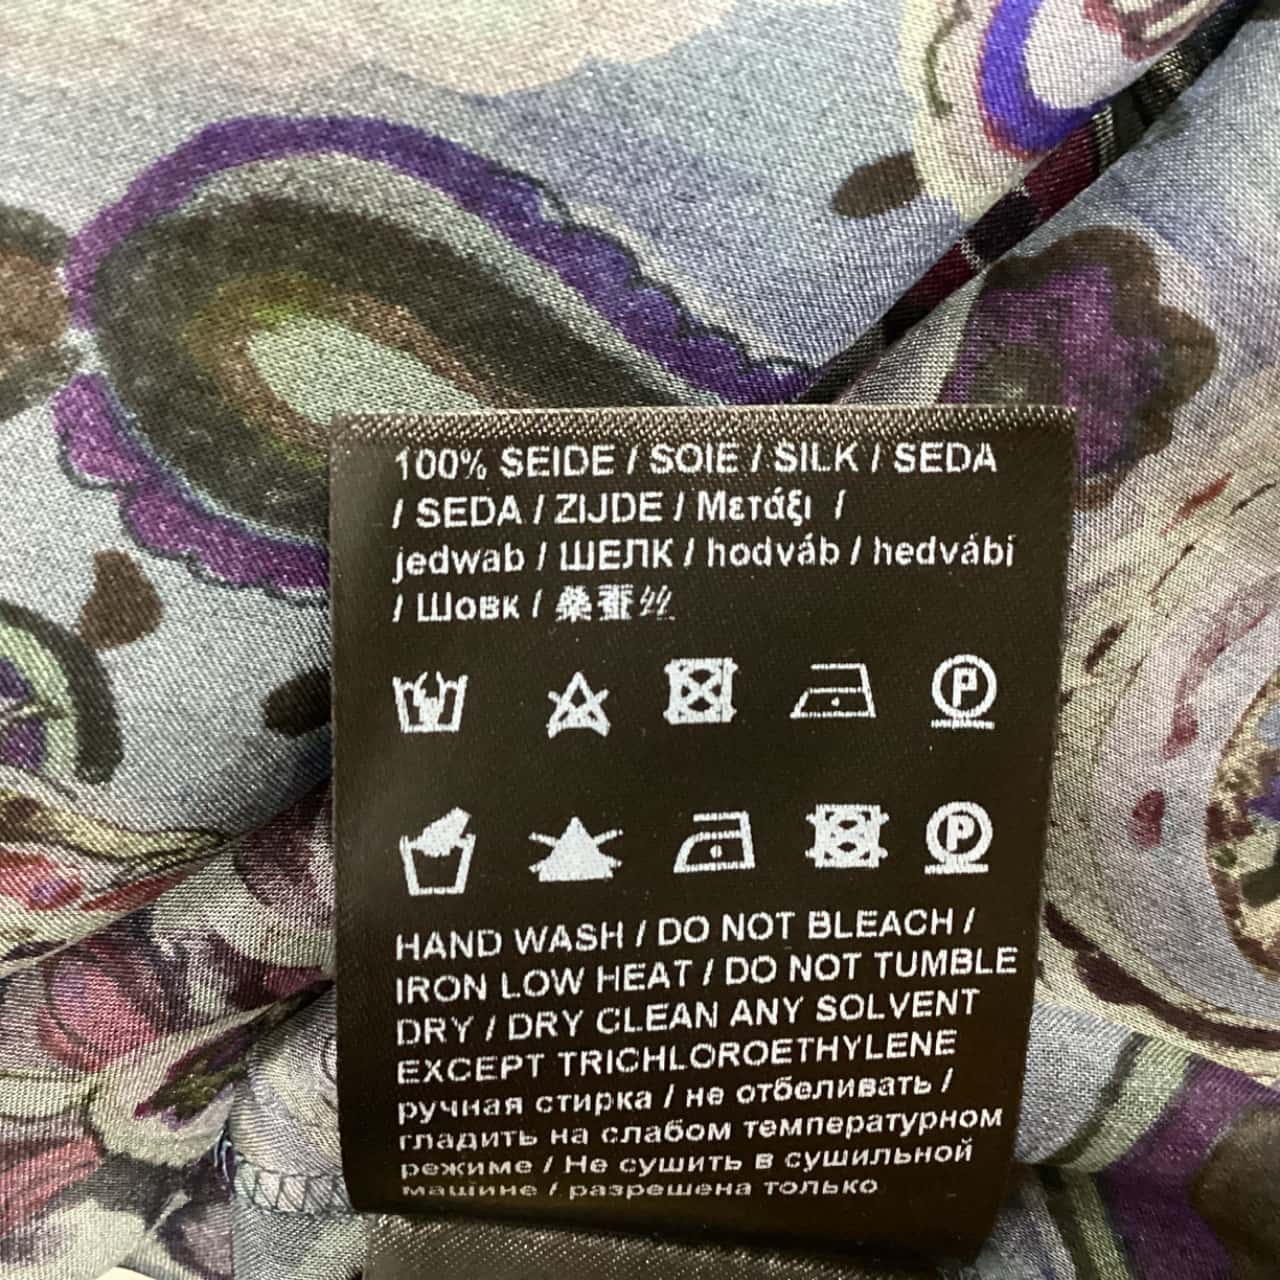 100% SEIDE / SOIE / SILK / SEDA
/ SEDA / ZIJDE / Μετάξι /
jedwab / ШЕЛК / hodváb / hedvábí
/ Шовк / 桑蚕丝
P
P
HAND WASH / DO NOT BLEACH /
IRON LOW HEAT / DO NOT TUMBLE
DRY / DRY CLEAN ANY SOLVENT
EXCEPT TRICHLOROETHYLENE
ручная стирка / не отбеливать /
гладить на слабом температурном
режиме / Не сушить в сушильной
машине / разрешена только